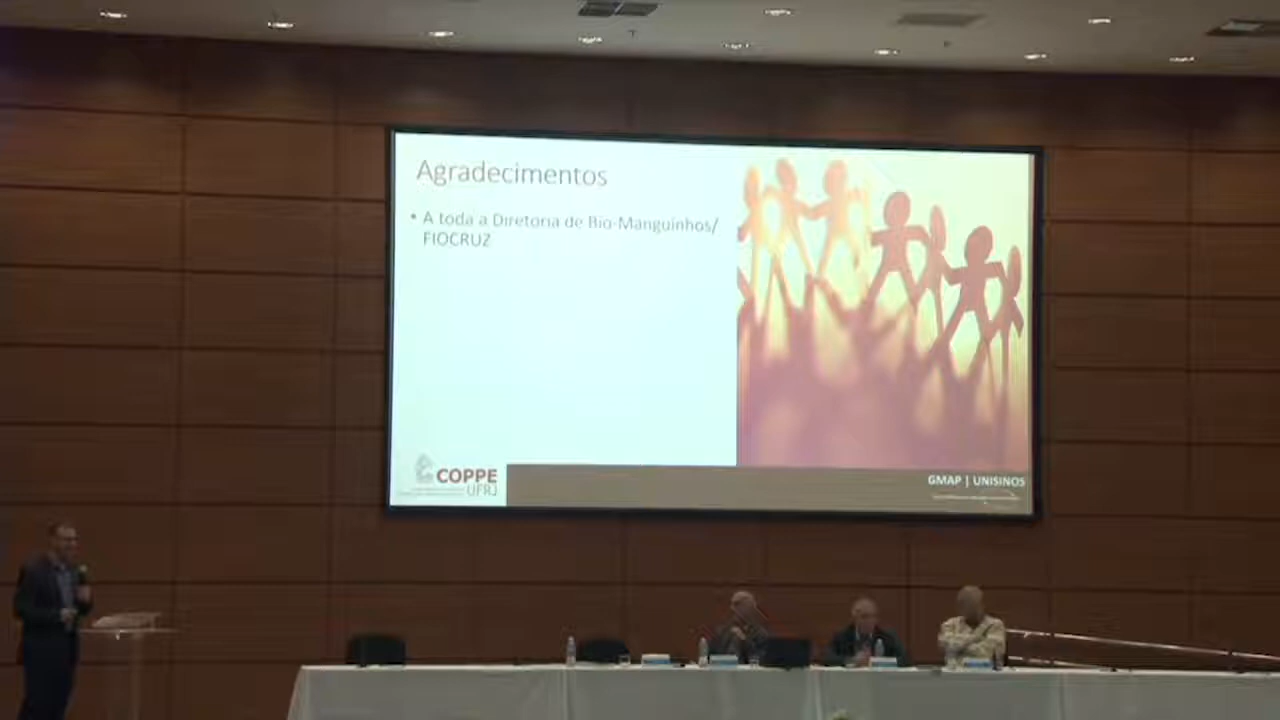 Agradecimentos
• A toda a Diretoria de Bio-Manguinhos/
FIOCRUZ
COPPE
UFRJ
GMAP | UNISINOS